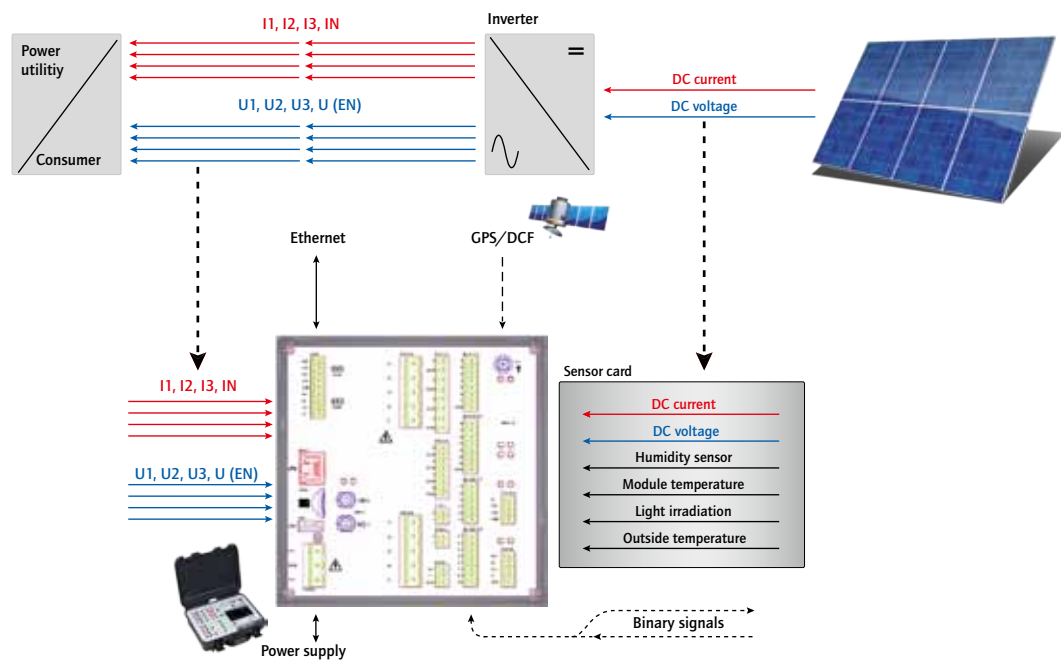 I1, I2, I3, IN
Inverter
Power
utilitiy
=
DC current
U1, U2, U3, U (EN)
DC voltage
Consumer
Ethernet
GPS/DCF
Sensor card
I1, I2, I3, IN
DC current
DC voltage
Humidity sensor
U1, U2, U3, U (EN)
Module temperature
Light irradiation
Outside temperature
Binary signals
Power supply